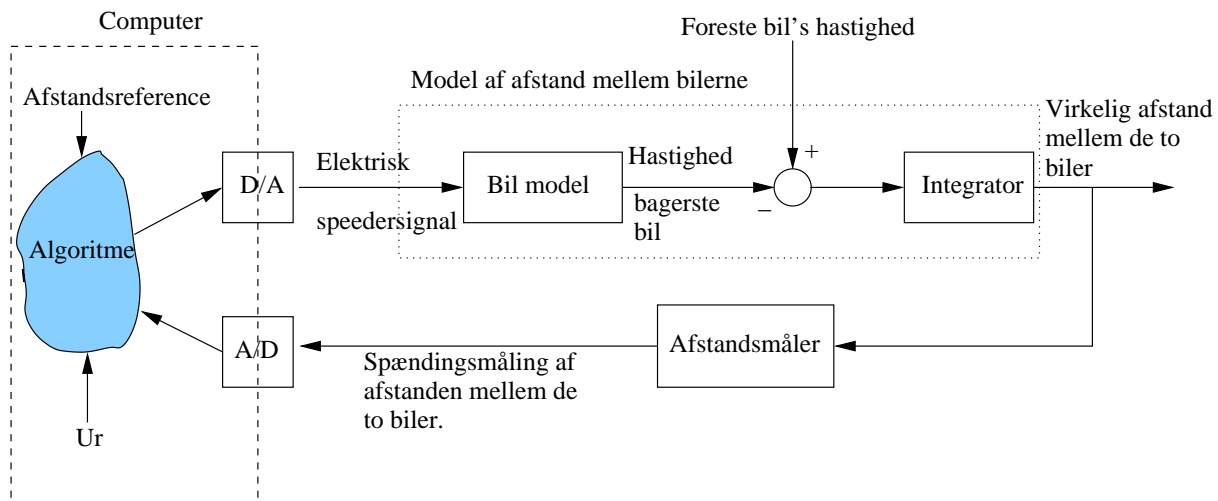 Computer
Foreste bil's hastighed
Model af afstand mellem bilerne
Afstandsreference
Virkelig afstand
mellem de to
biler
D/A
Elektrisk
speedersignal
Bil model
Hastighed
bagerste
bil
+
−
Integrator
Algoritme
A/D
Spændingsmåling af
afstanden mellem de
to biler.
Afstandsmåler
Ur